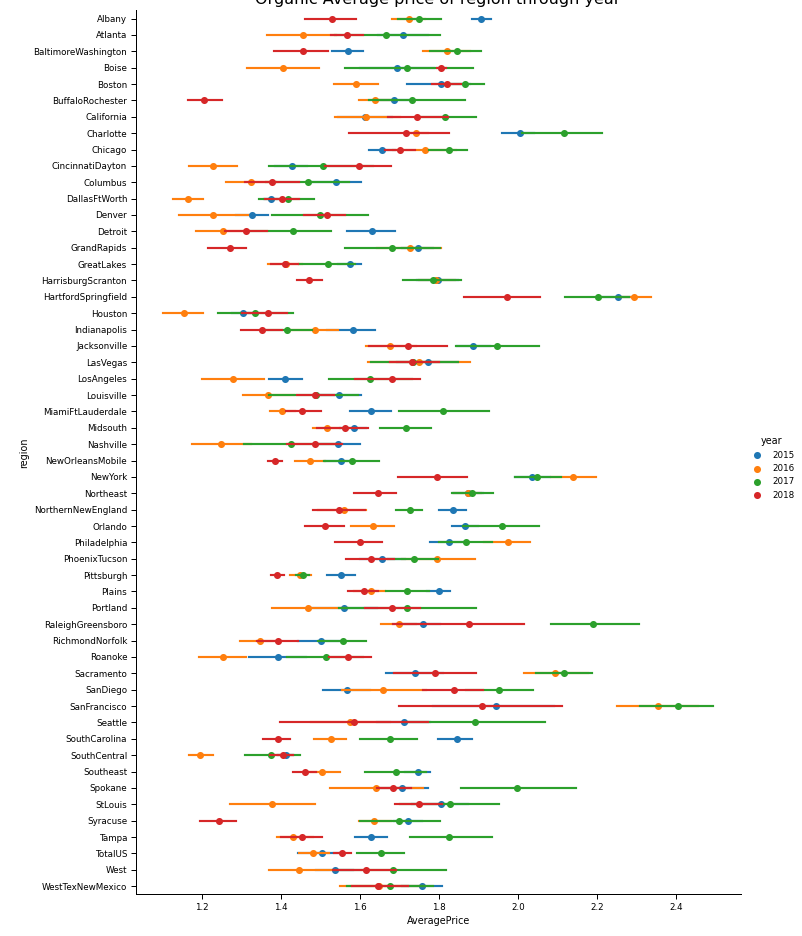 Organic Average price of region through year
Albany
Atlanta
BaltimoreWashington
Boise
Boston
BuffaloRochester
California
Charlotte
Chicago
CincinnatiDayton
Columbus
DallasFtWorth
Denver
Detroit
GrandRapids
GreatLakes
HarrisburgScranton
HartfordSpringfield
Houston
Indianapolis
Jacksonville
LasVegas
LosAngeles
Louisville
MiamiFtLauderdale
Midsouth
Nashville
NewOrleansMobile
NewYork
Northeast
NorthernNewEngland
Orlando
Philadelphia
PhoenixTucson
Pittsburgh
Plains
Portland
RaleighGreensboro
RichmondNorfolk
Roanoke
Sacramento
SanDiego
SanFrancisco
Seattle
SouthCarolina
SouthCentral
Southeast
Spokane
StLouis
Syracuse
Tampa
TotalUS
West
WestTexNewMexico
region
1.2 1.4 1.6 1.8 2.0 2.2 2.4
AveragePrice
year
2015
2016
2017
2018